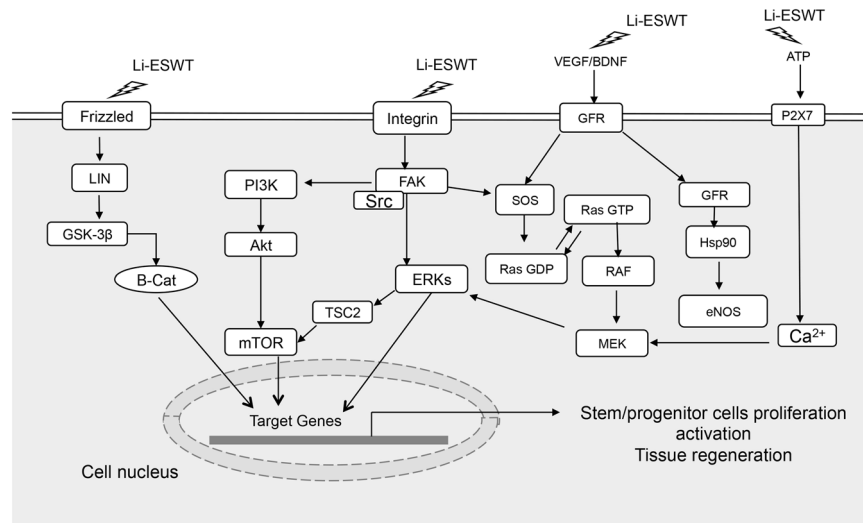 Li-ESWT
Li-ESWT
Li-ESWT
Li-ESWT
VEGF/BDNF
ATP
Frizzled
Integrin
GFR
P2X7
LIN
PI3K
FAK
Src
SOS
GFR
Ras GTP
GSK-3β
Akt
Hsp90
Ras GDP
RAF
B-Cat
ERKs
TSC2
eNOS
mTOR
MEK
Ca²⁺
Target Genes
Cell nucleus
Stem/progenitor cells proliferation
activation
Tissue regeneration